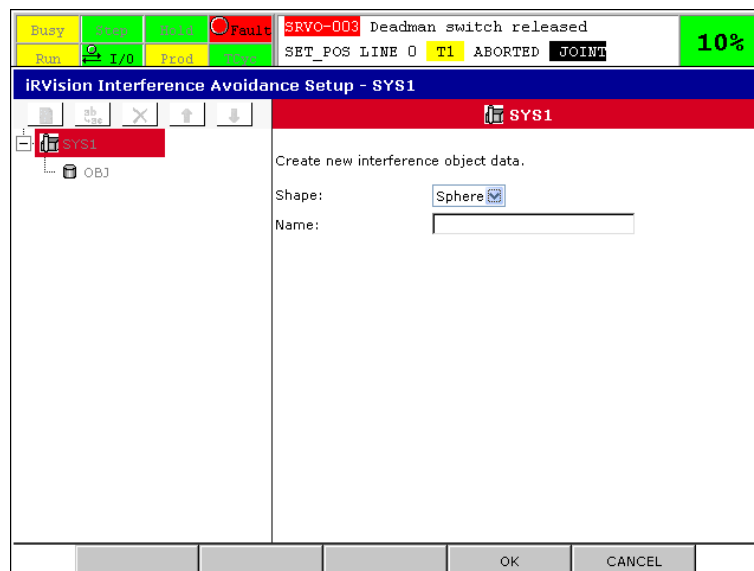 Busy Step Hold Fault SRVO-003 Deadman switch released
Run I/O Prod TCyc SET_POS LINE 0 T1 ABORTED JOINT 10%
iRVision Interference Avoidance Setup - SYS1
SYS1
SYS1
OBJ
Create new interference object data.
Shape: Sphere
Name:
OK CANCEL